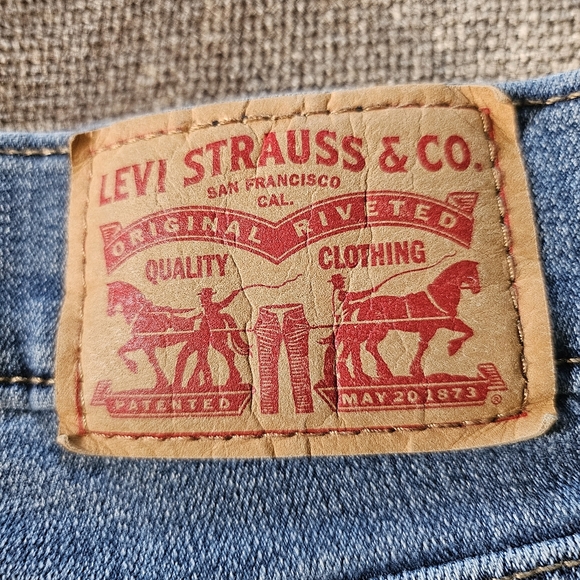 LEVI STRAUSS & CO.
SAN FRANCISCO
CAL.
ORIGINAL RIVETED
QUALITY CLOTHING
PATENTED MAY 20 1873 ®